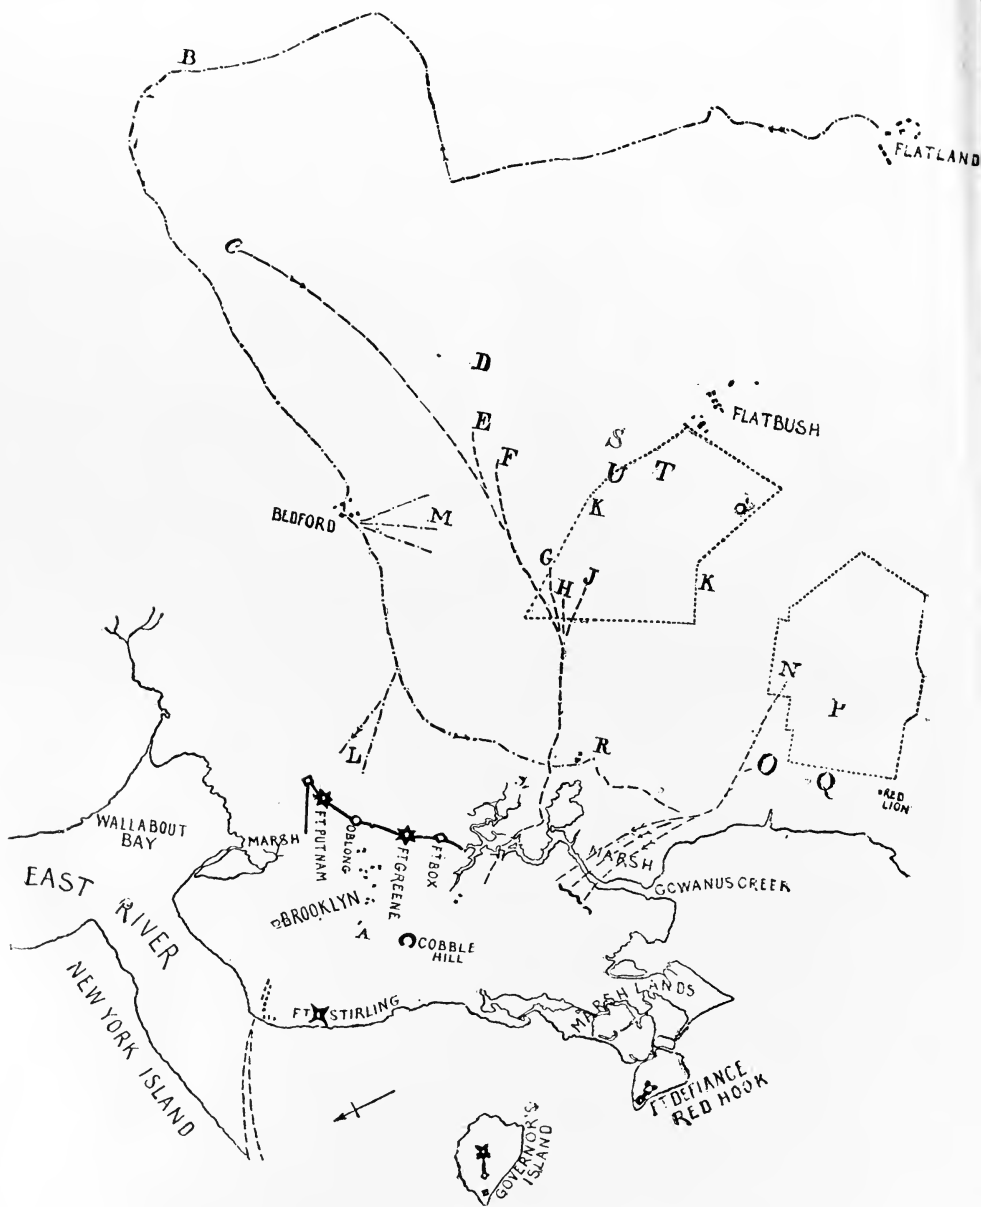 B
FLATLAND
C
D
FLATBUSH
E
S
F
U T
K
BEDFORD
M
G
H
J
K
N
P
L
R
O
Q
RED
LION
WALLABOUT
BAY
MARSH
FT PUTNAM
OBLONG
FT GREENE
FT BOX
MARSH
GOWANUS CREEK
EAST RIVER
BROOKLYN
A
COBBLE
HILL
NEW YORK ISLAND
FT STIRLING
MARSH LANDS
FT DEFIANCE
RED HOOK
GOVERNOR'S
ISLAND